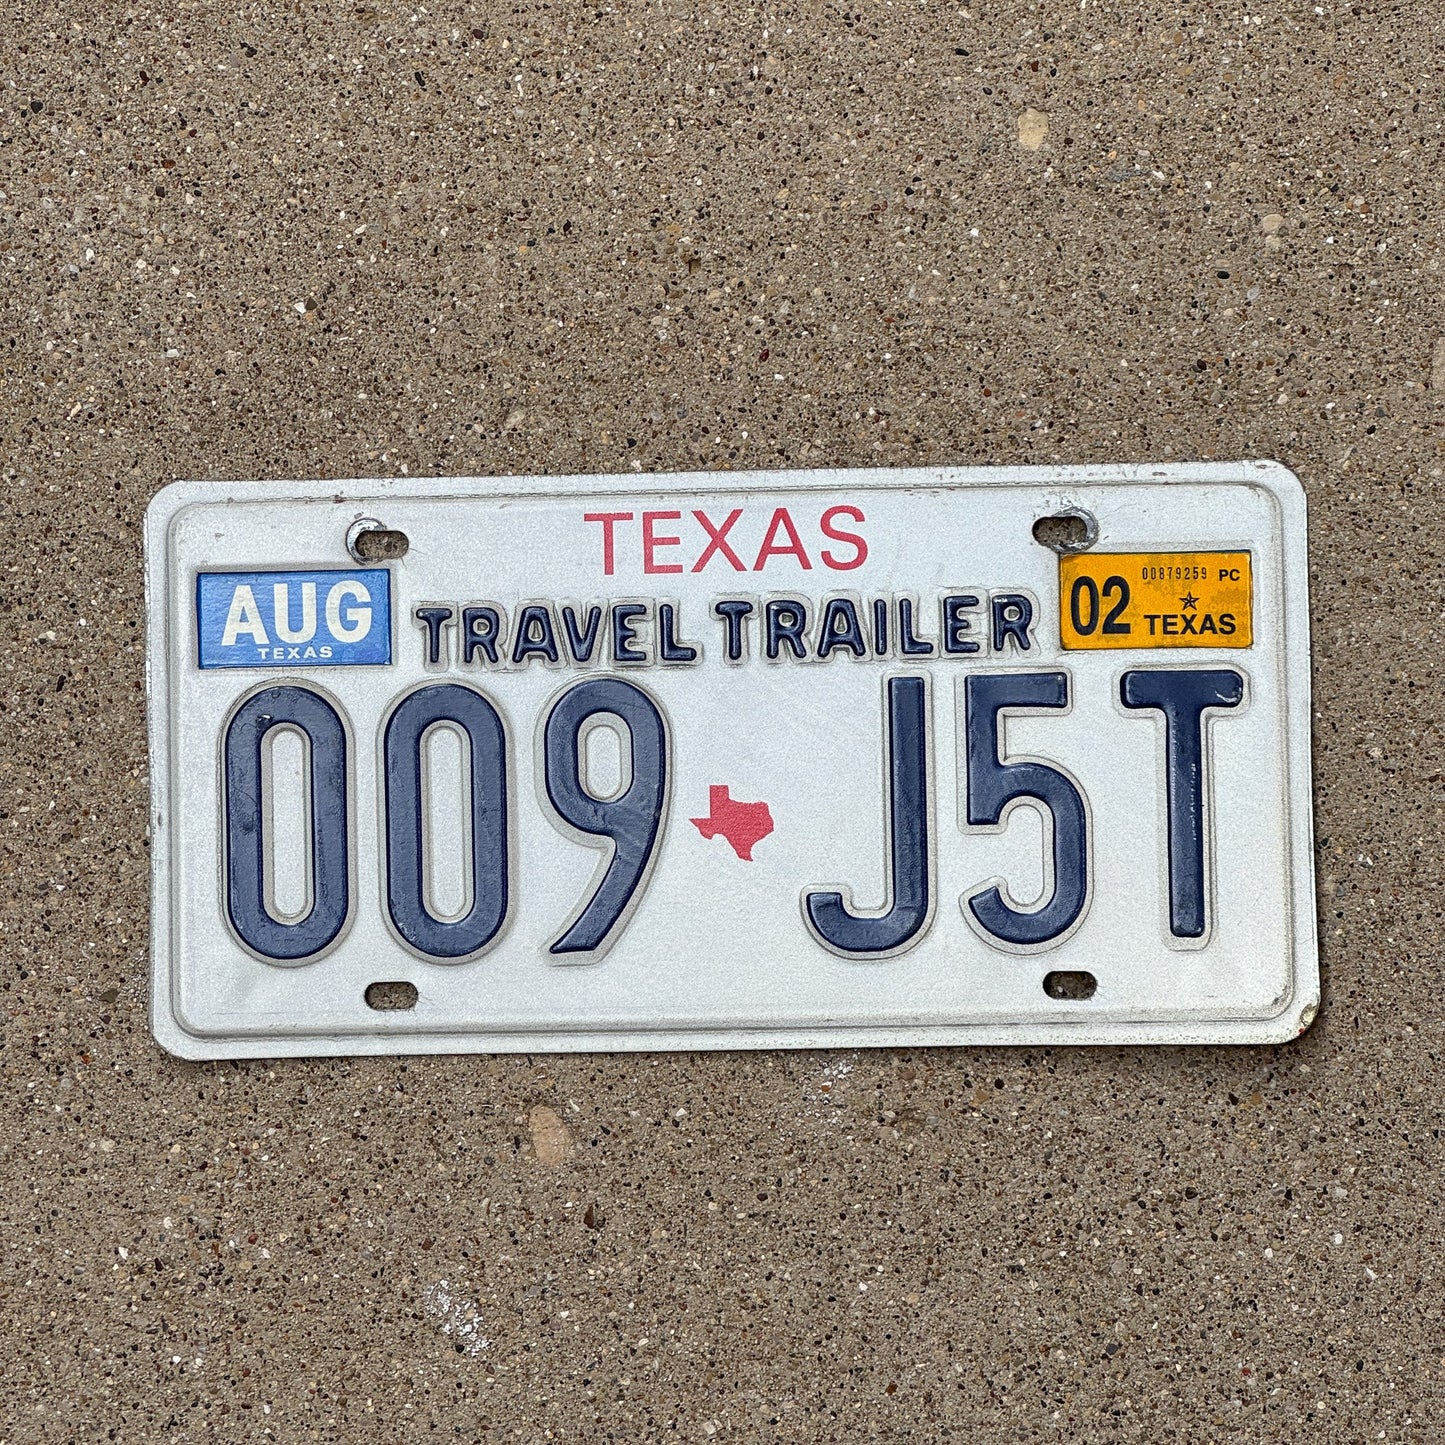 TEXAS
AUG
TEXAS
TRAVEL TRAILER
00879259 PC
02
TEXAS
009 J5T